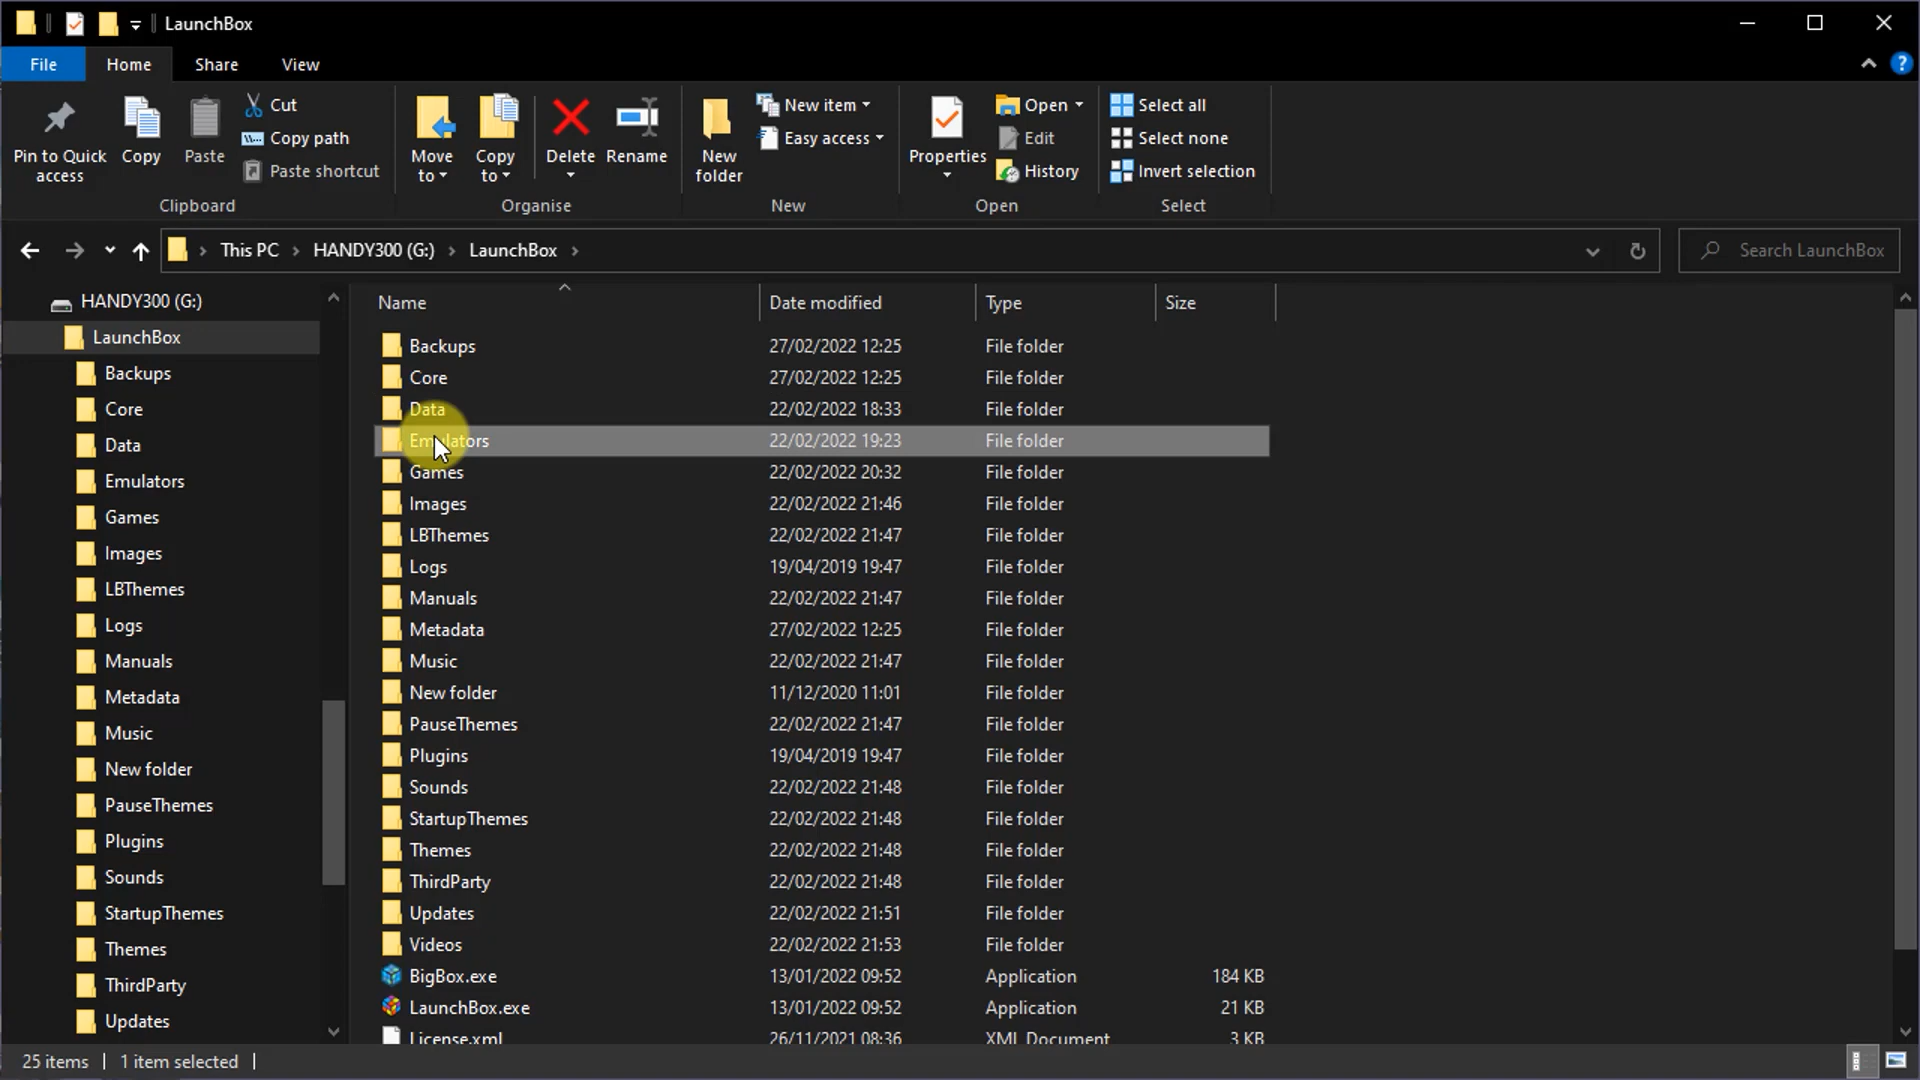 LaunchBox
File Home Share View
Pin to Quick access
Copy
Paste
Cut
Copy path
Paste shortcut
Clipboard
Move to
Copy to
Delete
Rename
Organise
New folder
New item
Easy access
New
Properties
Open
Edit
History
Open
Select all
Select none
Invert selection
Select
This PC HANDY300 (G:) LaunchBox
Search LaunchBox
HANDY300 (G:)
LaunchBox
Backups
Core
Data
Emulators
Games
Images
LBThemes
Logs
Manuals
Metadata
Music
New folder
PauseThemes
Plugins
Sounds
StartupThemes
Themes
ThirdParty
Updates
Name Date modified Type Size
Backups 27/02/2022 12:25 File folder
Core 27/02/2022 12:25 File folder
Data 22/02/2022 18:33 File folder
Emulators 22/02/2022 19:23 File folder
Games 22/02/2022 20:32 File folder
Images 22/02/2022 21:46 File folder
LBThemes 22/02/2022 21:47 File folder
Logs 19/04/2019 19:47 File folder
Manuals 22/02/2022 21:47 File folder
Metadata 27/02/2022 12:25 File folder
Music 22/02/2022 21:47 File folder
New folder 11/12/2020 11:01 File folder
PauseThemes 22/02/2022 21:47 File folder
Plugins 19/04/2019 19:47 File folder
Sounds 22/02/2022 21:48 File folder
StartupThemes 22/02/2022 21:48 File folder
Themes 22/02/2022 21:48 File folder
ThirdParty 22/02/2022 21:48 File folder
Updates 22/02/2022 21:51 File folder
Videos 22/02/2022 21:53 File folder
BigBox.exe 13/01/2022 09:52 Application 184 KB
LaunchBox.exe 13/01/2022 09:52 Application 21 KB
License.xml 26/11/2021 08:36 XML Document 3 KB
25 items 1 item selected